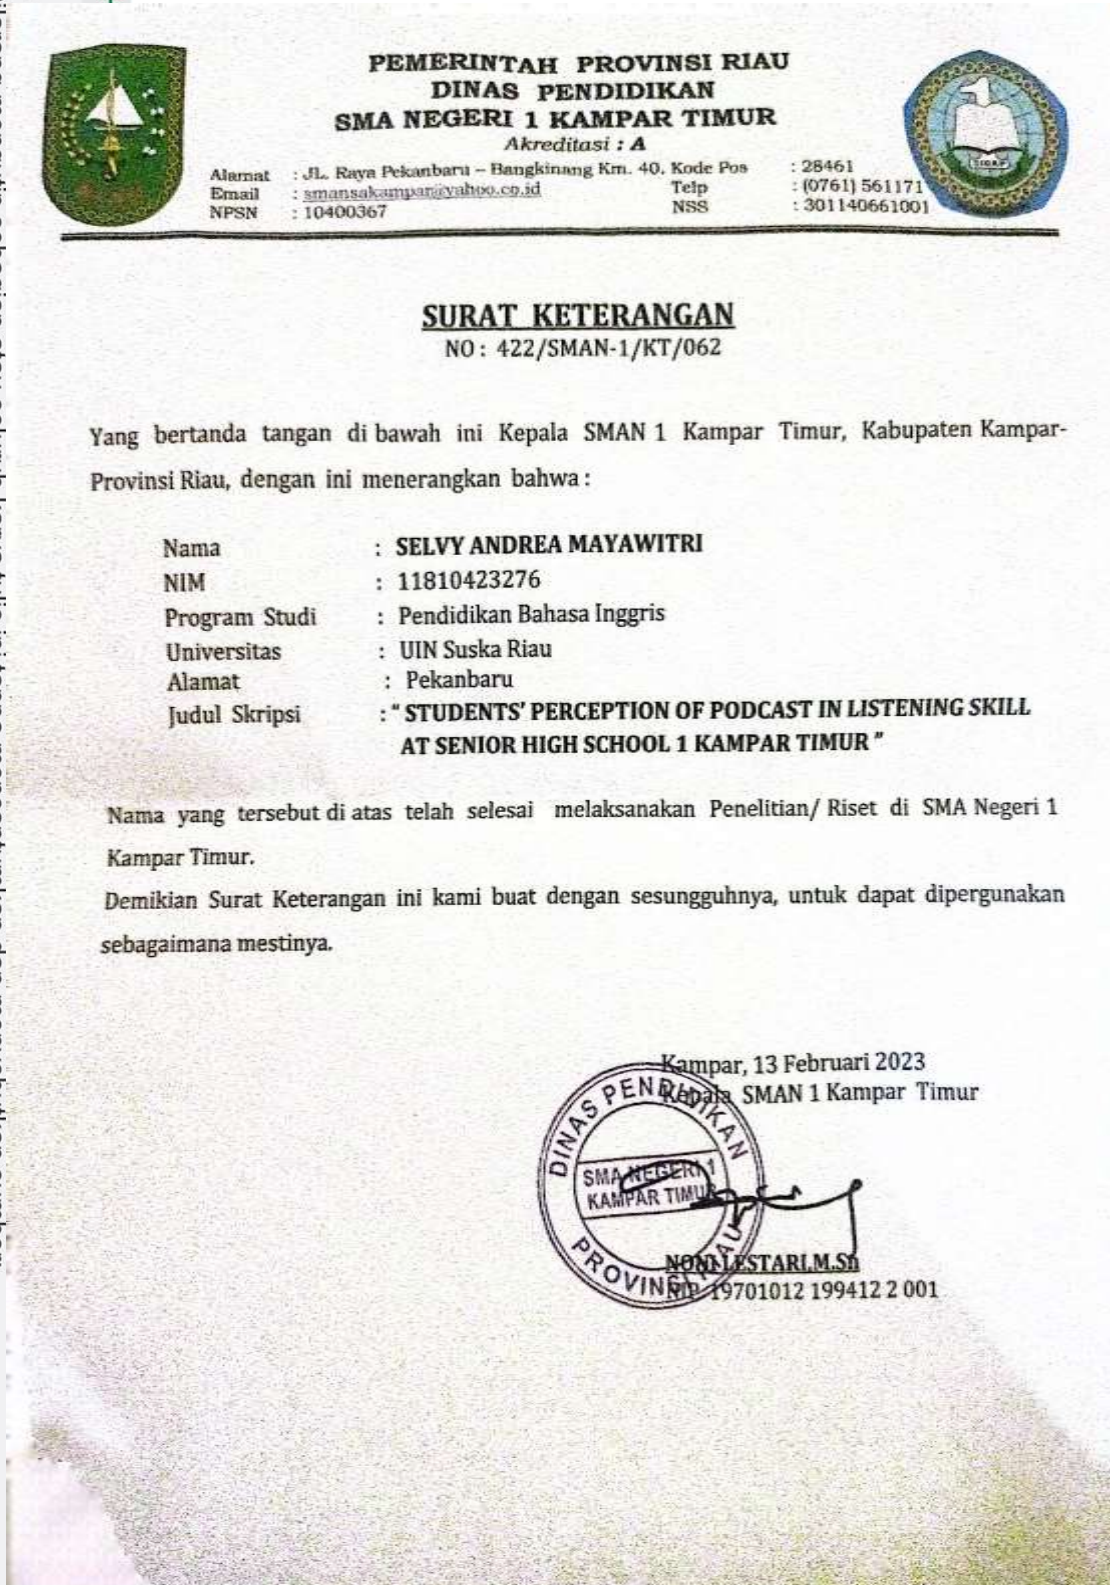 PEMERINTAH PROVINSI RIAU
DINAS PENDIDIKAN
SMA NEGERI 1 KAMPAR TIMUR
Akreditasi : A
Alamat : JL. Raya Pekanbaru – Bangkinang Km. 40. Kode Pos : 28461
Email : smansakampar@yahoo.co.id Telp : (0761) 561171
NPSN : 10400367 NSS : 301140661001
SURAT KETERANGAN
NO : 422/SMAN-1/KT/062
Yang bertanda tangan di bawah ini Kepala SMAN 1 Kampar Timur, Kabupaten Kampar-
Provinsi Riau, dengan ini menerangkan bahwa :
Nama : SELVY ANDREA MAYAWITRI
NIM : 11810423276
Program Studi : Pendidikan Bahasa Inggris
Universitas : UIN Suska Riau
Alamat : Pekanbaru
Judul Skripsi : “ STUDENTS’ PERCEPTION OF PODCAST IN LISTENING SKILL
AT SENIOR HIGH SCHOOL 1 KAMPAR TIMUR ”
Nama yang tersebut di atas telah selesai melaksanakan Penelitian/ Riset di SMA Negeri 1
Kampar Timur.
Demikian Surat Keterangan ini kami buat dengan sesungguhnya, untuk dapat dipergunakan
sebagaimana mestinya.
Kampar, 13 Februari 2023
Kepala SMAN 1 Kampar Timur
DINAS PENDIDIKAN
SMA NEGERI 1
KAMPAR TIMUR
PROVINSI RIAU
NONI LESTARI,M.Sn
NIP 19701012 199412 2 001